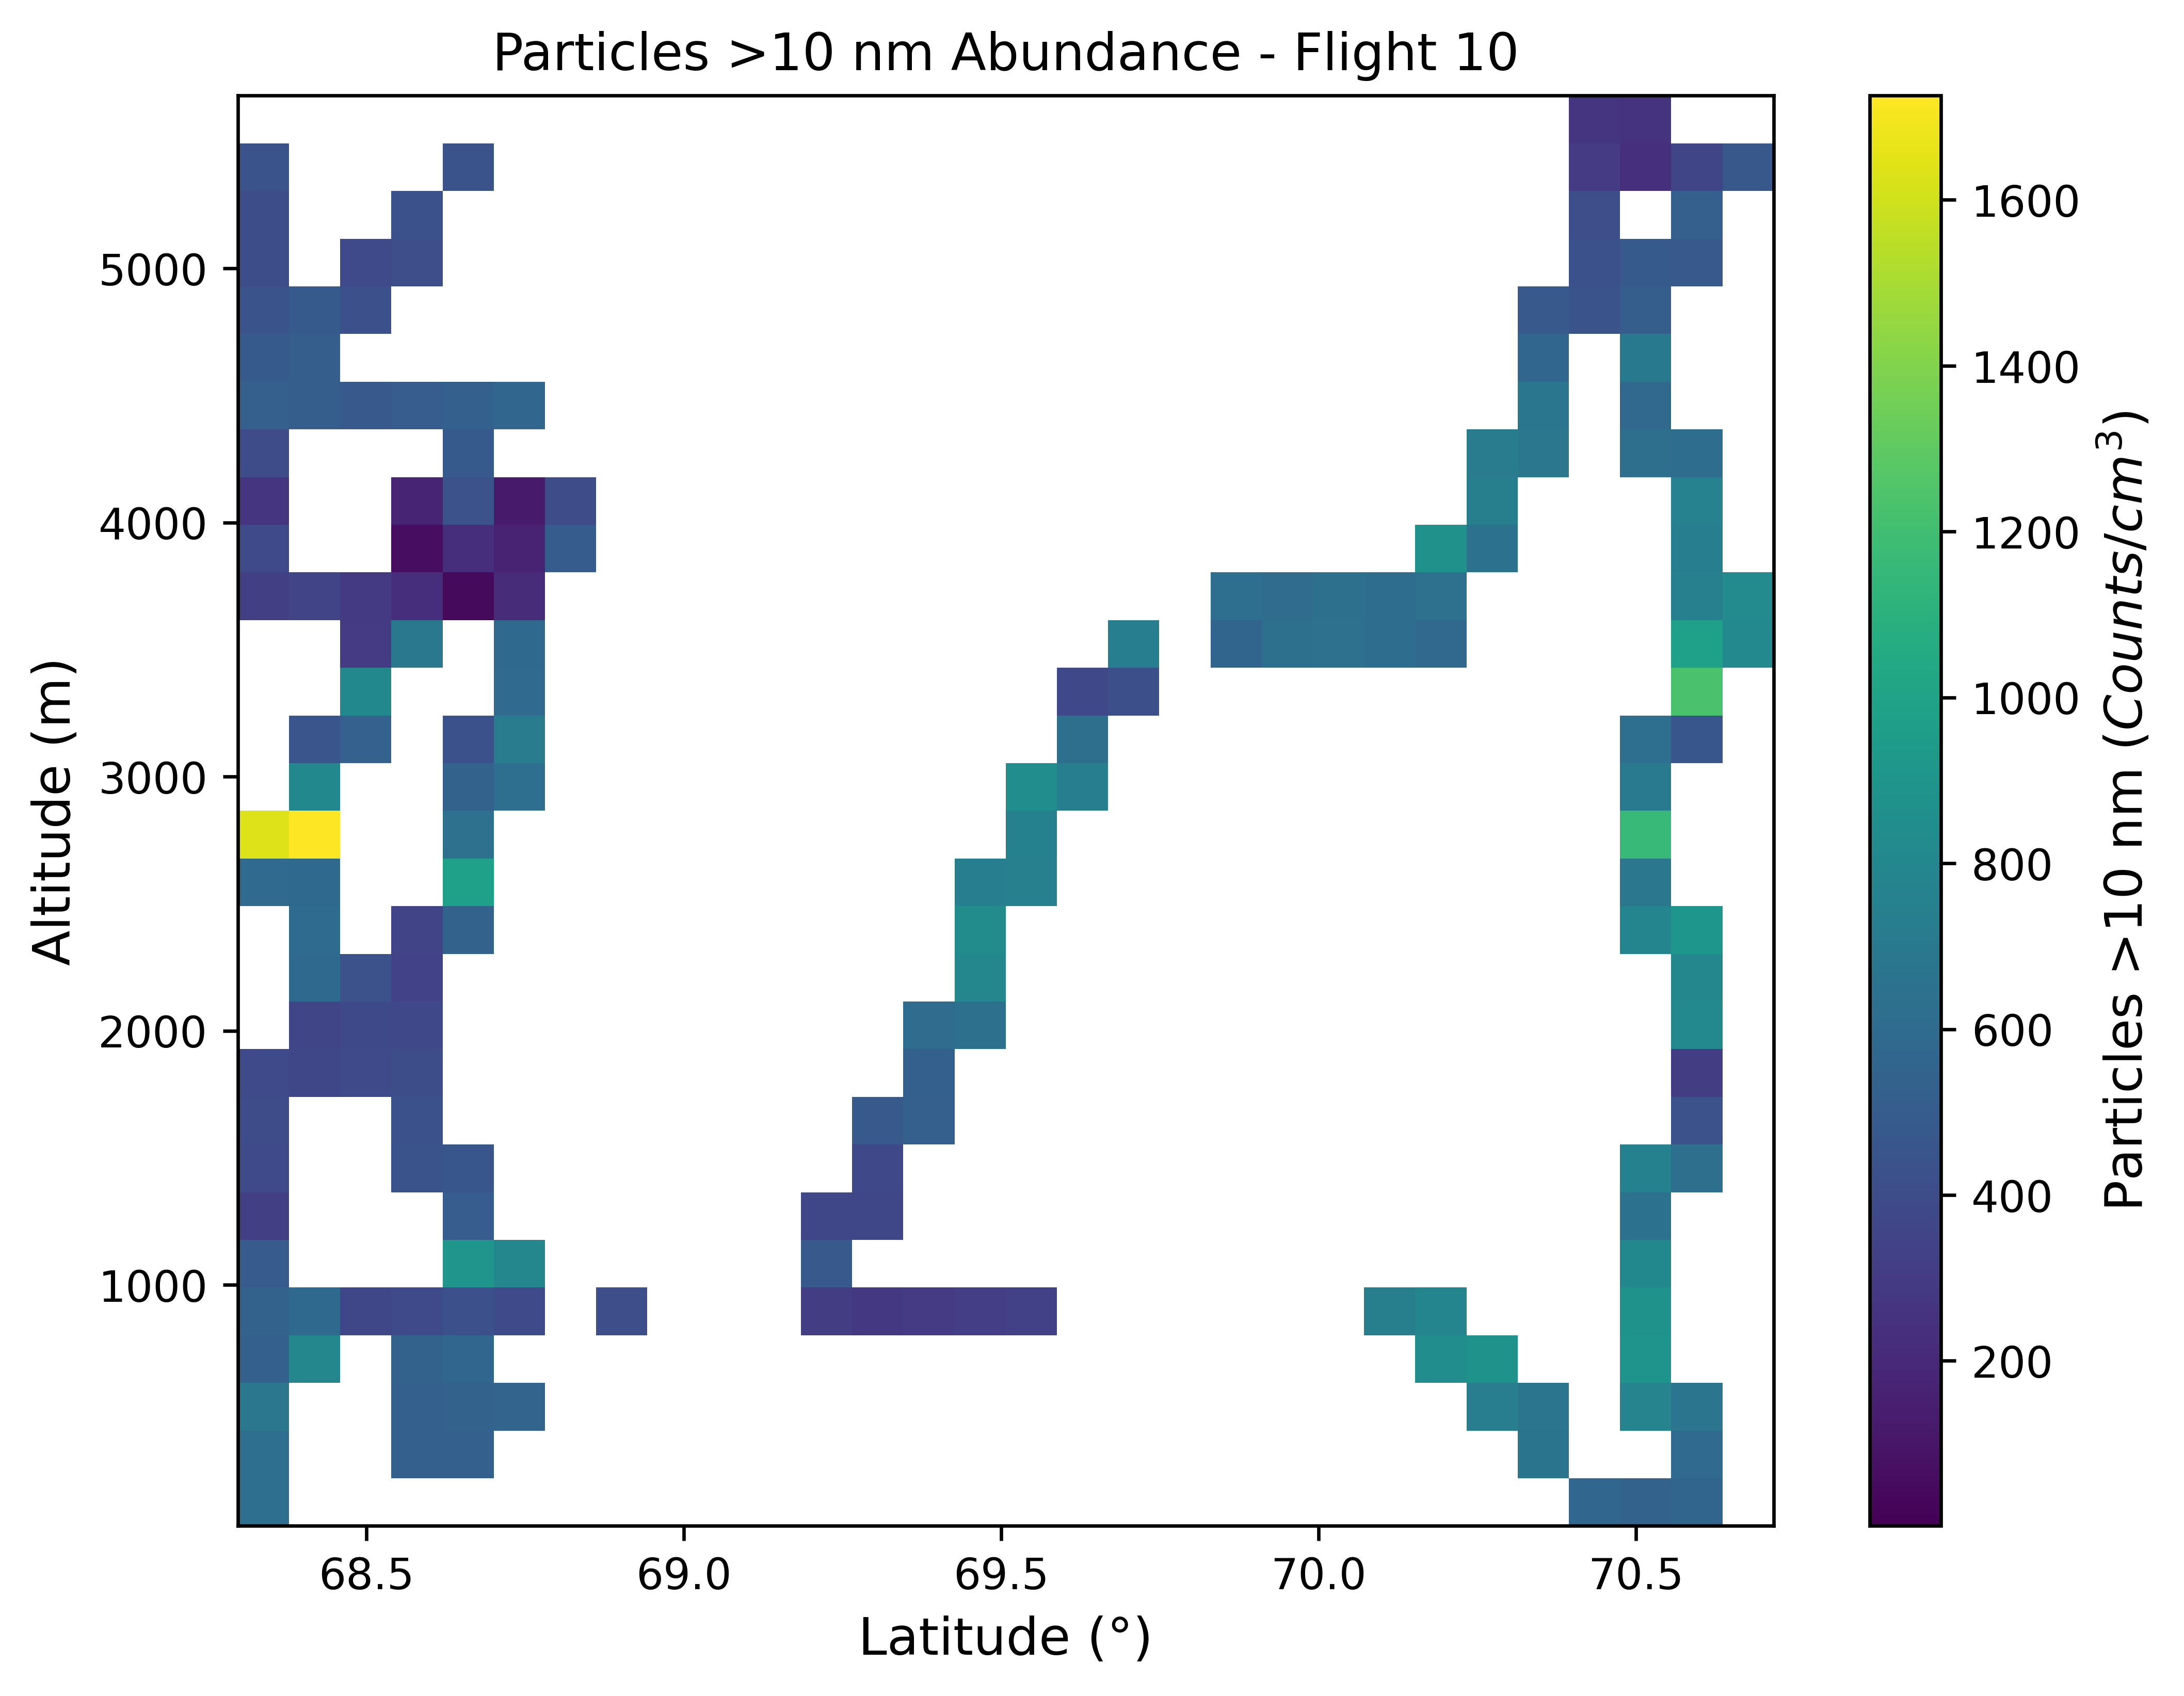 Particles >10 nm Abundance - Flight 10
5000
4000
3000
2000
1000
Altitude (m)
68.5 69.0 69.5 70.0 70.5
Latitude (°)
1600
1400
1200
1000
800
600
400
200
Particles >10 nm (Counts/cm³)